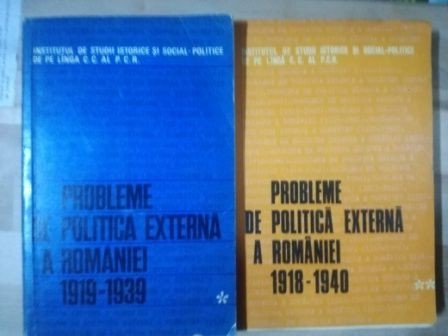 INSTITUTUL DE STUDII ISTORICE ȘI SOCIAL-POLITICE
DE PE LÎNGĂ C.C. AL P.C.R.
PROBLEME
DE POLITICA EXTERNĂ
A ROMÂNIEI
1919-1939
*
INSTITUTUL DE STUDII ISTORICE ȘI SOCIAL-POLITICE
DE PE LÎNGĂ C.C. AL P.C.R.
PROBLEME
DE POLITICĂ EXTERNĂ
A ROMÂNIEI
1918-1940
**